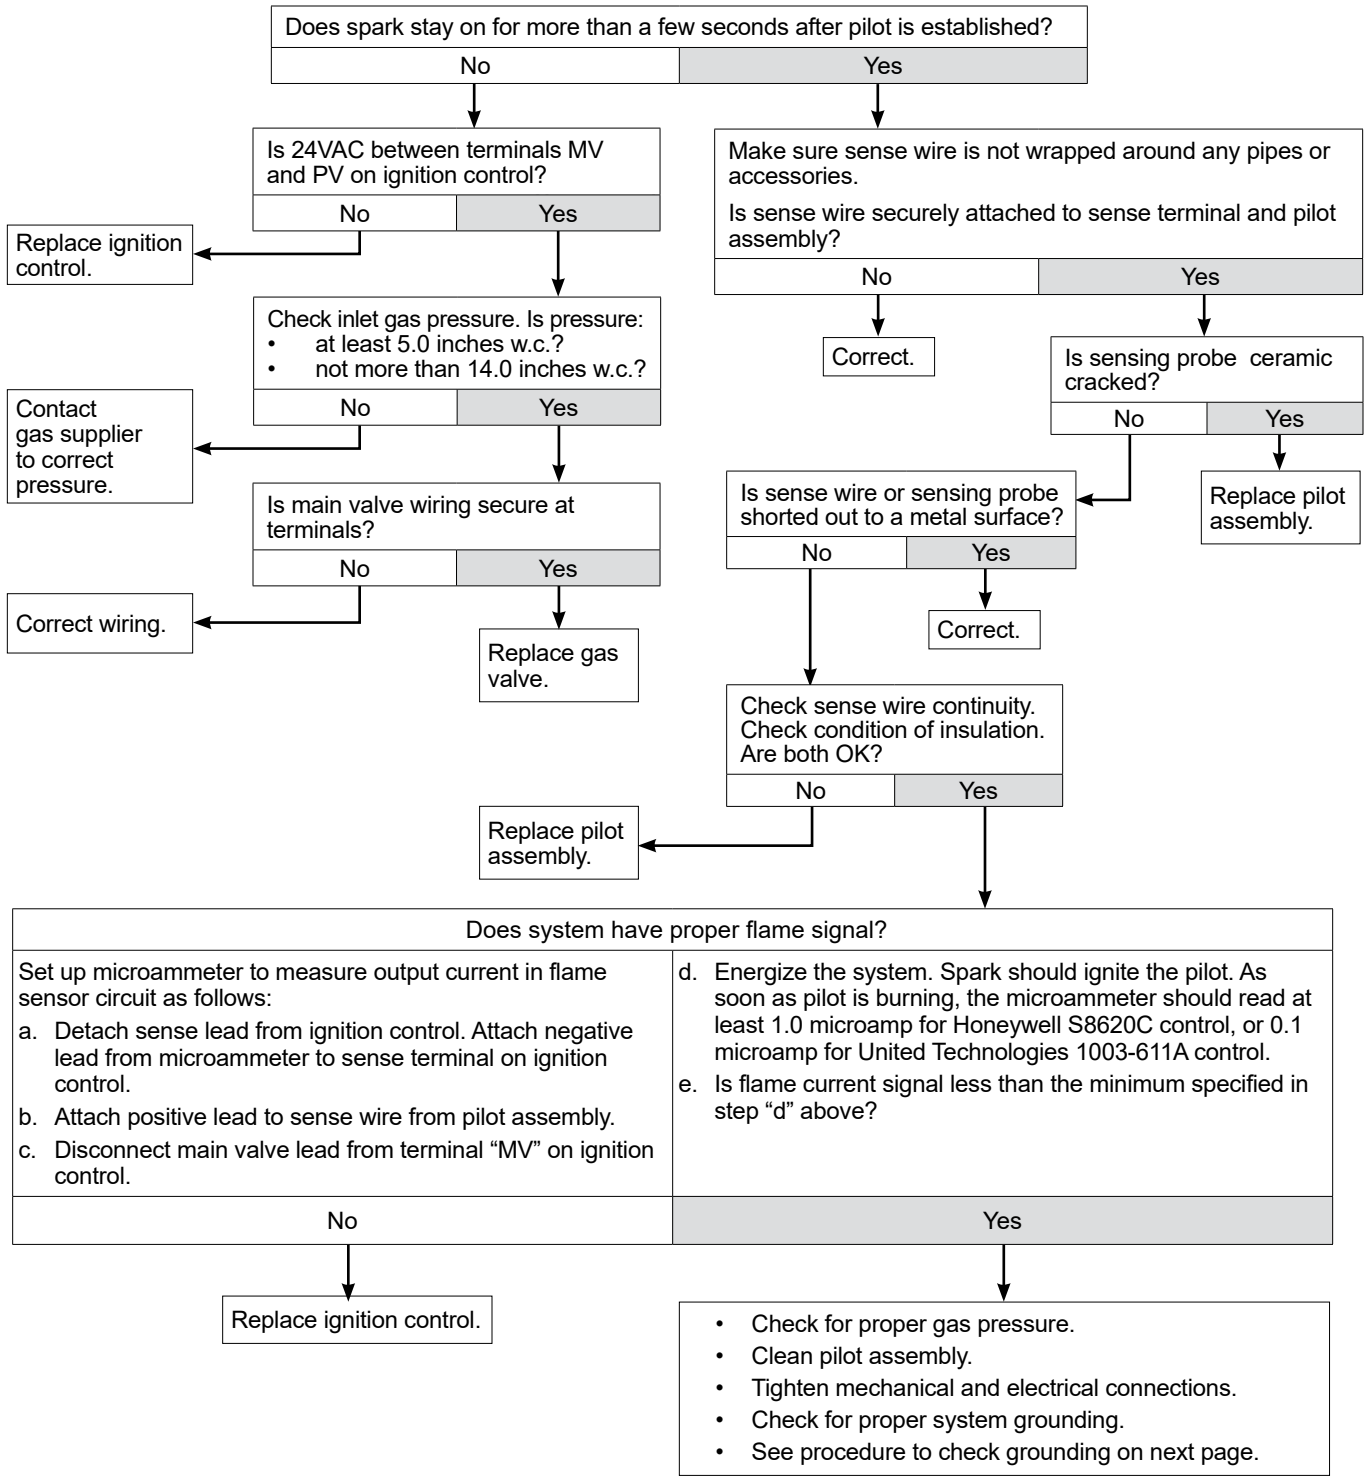 Does spark stay on for more than a few seconds after pilot is established?
No
Yes
Is 24VAC between terminals MV
and PV on ignition control?
No
Yes
Replace ignition
control.
Check inlet gas pressure. Is pressure:
• at least 5.0 inches w.c.?
• not more than 14.0 inches w.c.?
No
Yes
Contact
gas supplier
to correct
pressure.
Is main valve wiring secure at
terminals?
No
Yes
Correct wiring.
Replace gas
valve.
Make sure sense wire is not wrapped around any pipes or
accessories.
Is sense wire securely attached to sense terminal and pilot
assembly?
No
Yes
Correct.
Is sensing probe ceramic
cracked?
No
Yes
Replace pilot
assembly.
Is sense wire or sensing probe
shorted out to a metal surface?
No
Yes
Correct.
Check sense wire continuity.
Check condition of insulation.
Are both OK?
No
Yes
Replace pilot
assembly.
Does system have proper flame signal?
Set up microammeter to measure output current in flame
sensor circuit as follows:
a. Detach sense lead from ignition control. Attach negative
lead from microammeter to sense terminal on ignition
control.
b. Attach positive lead to sense wire from pilot assembly.
c. Disconnect main valve lead from terminal “MV” on ignition
control.
d. Energize the system. Spark should ignite the pilot. As
soon as pilot is burning, the microammeter should read at
least 1.0 microamp for Honeywell S8620C control, or 0.1
microamp for United Technologies 1003-611A control.
e. Is flame current signal less than the minimum specified in
step “d” above?
No
Yes
Replace ignition control.
• Check for proper gas pressure.
• Clean pilot assembly.
• Tighten mechanical and electrical connections.
• Check for proper system grounding.
• See procedure to check grounding on next page.